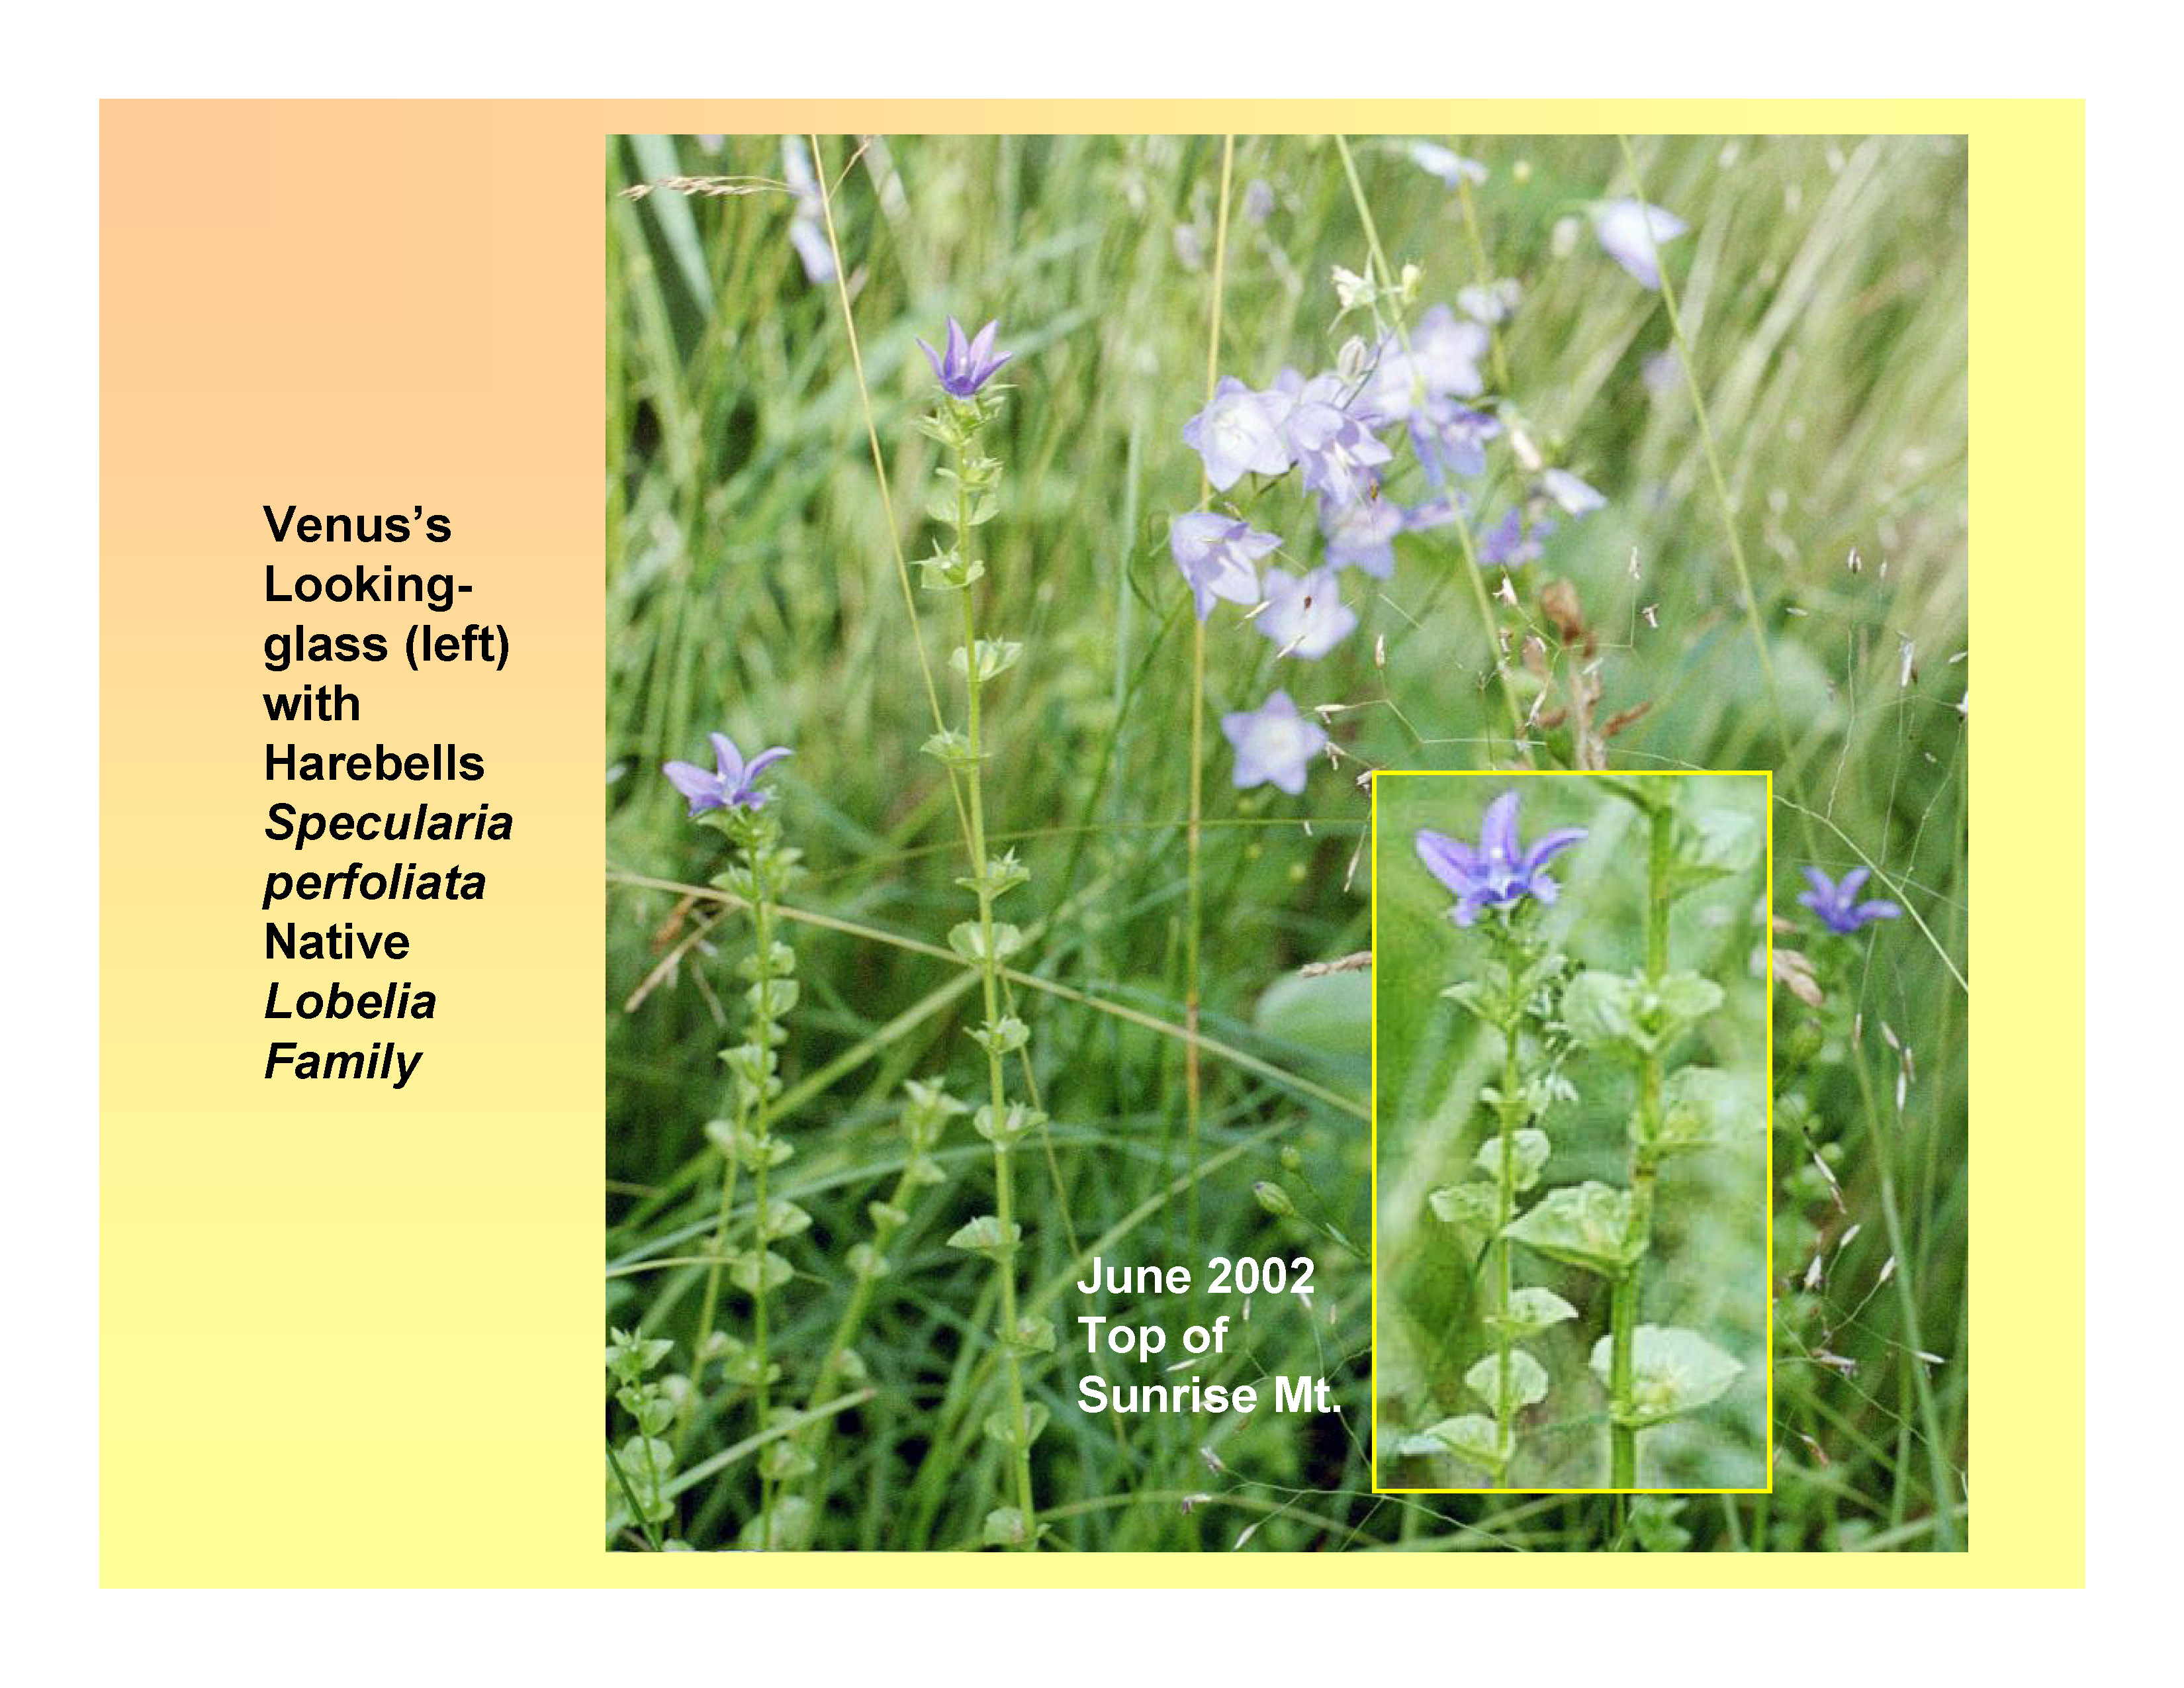 Venus’s
Looking-
glass (left)
with
Harebells
Specularia
perfoliata
Native
Lobelia
Family
June 2002
Top of
Sunrise Mt.